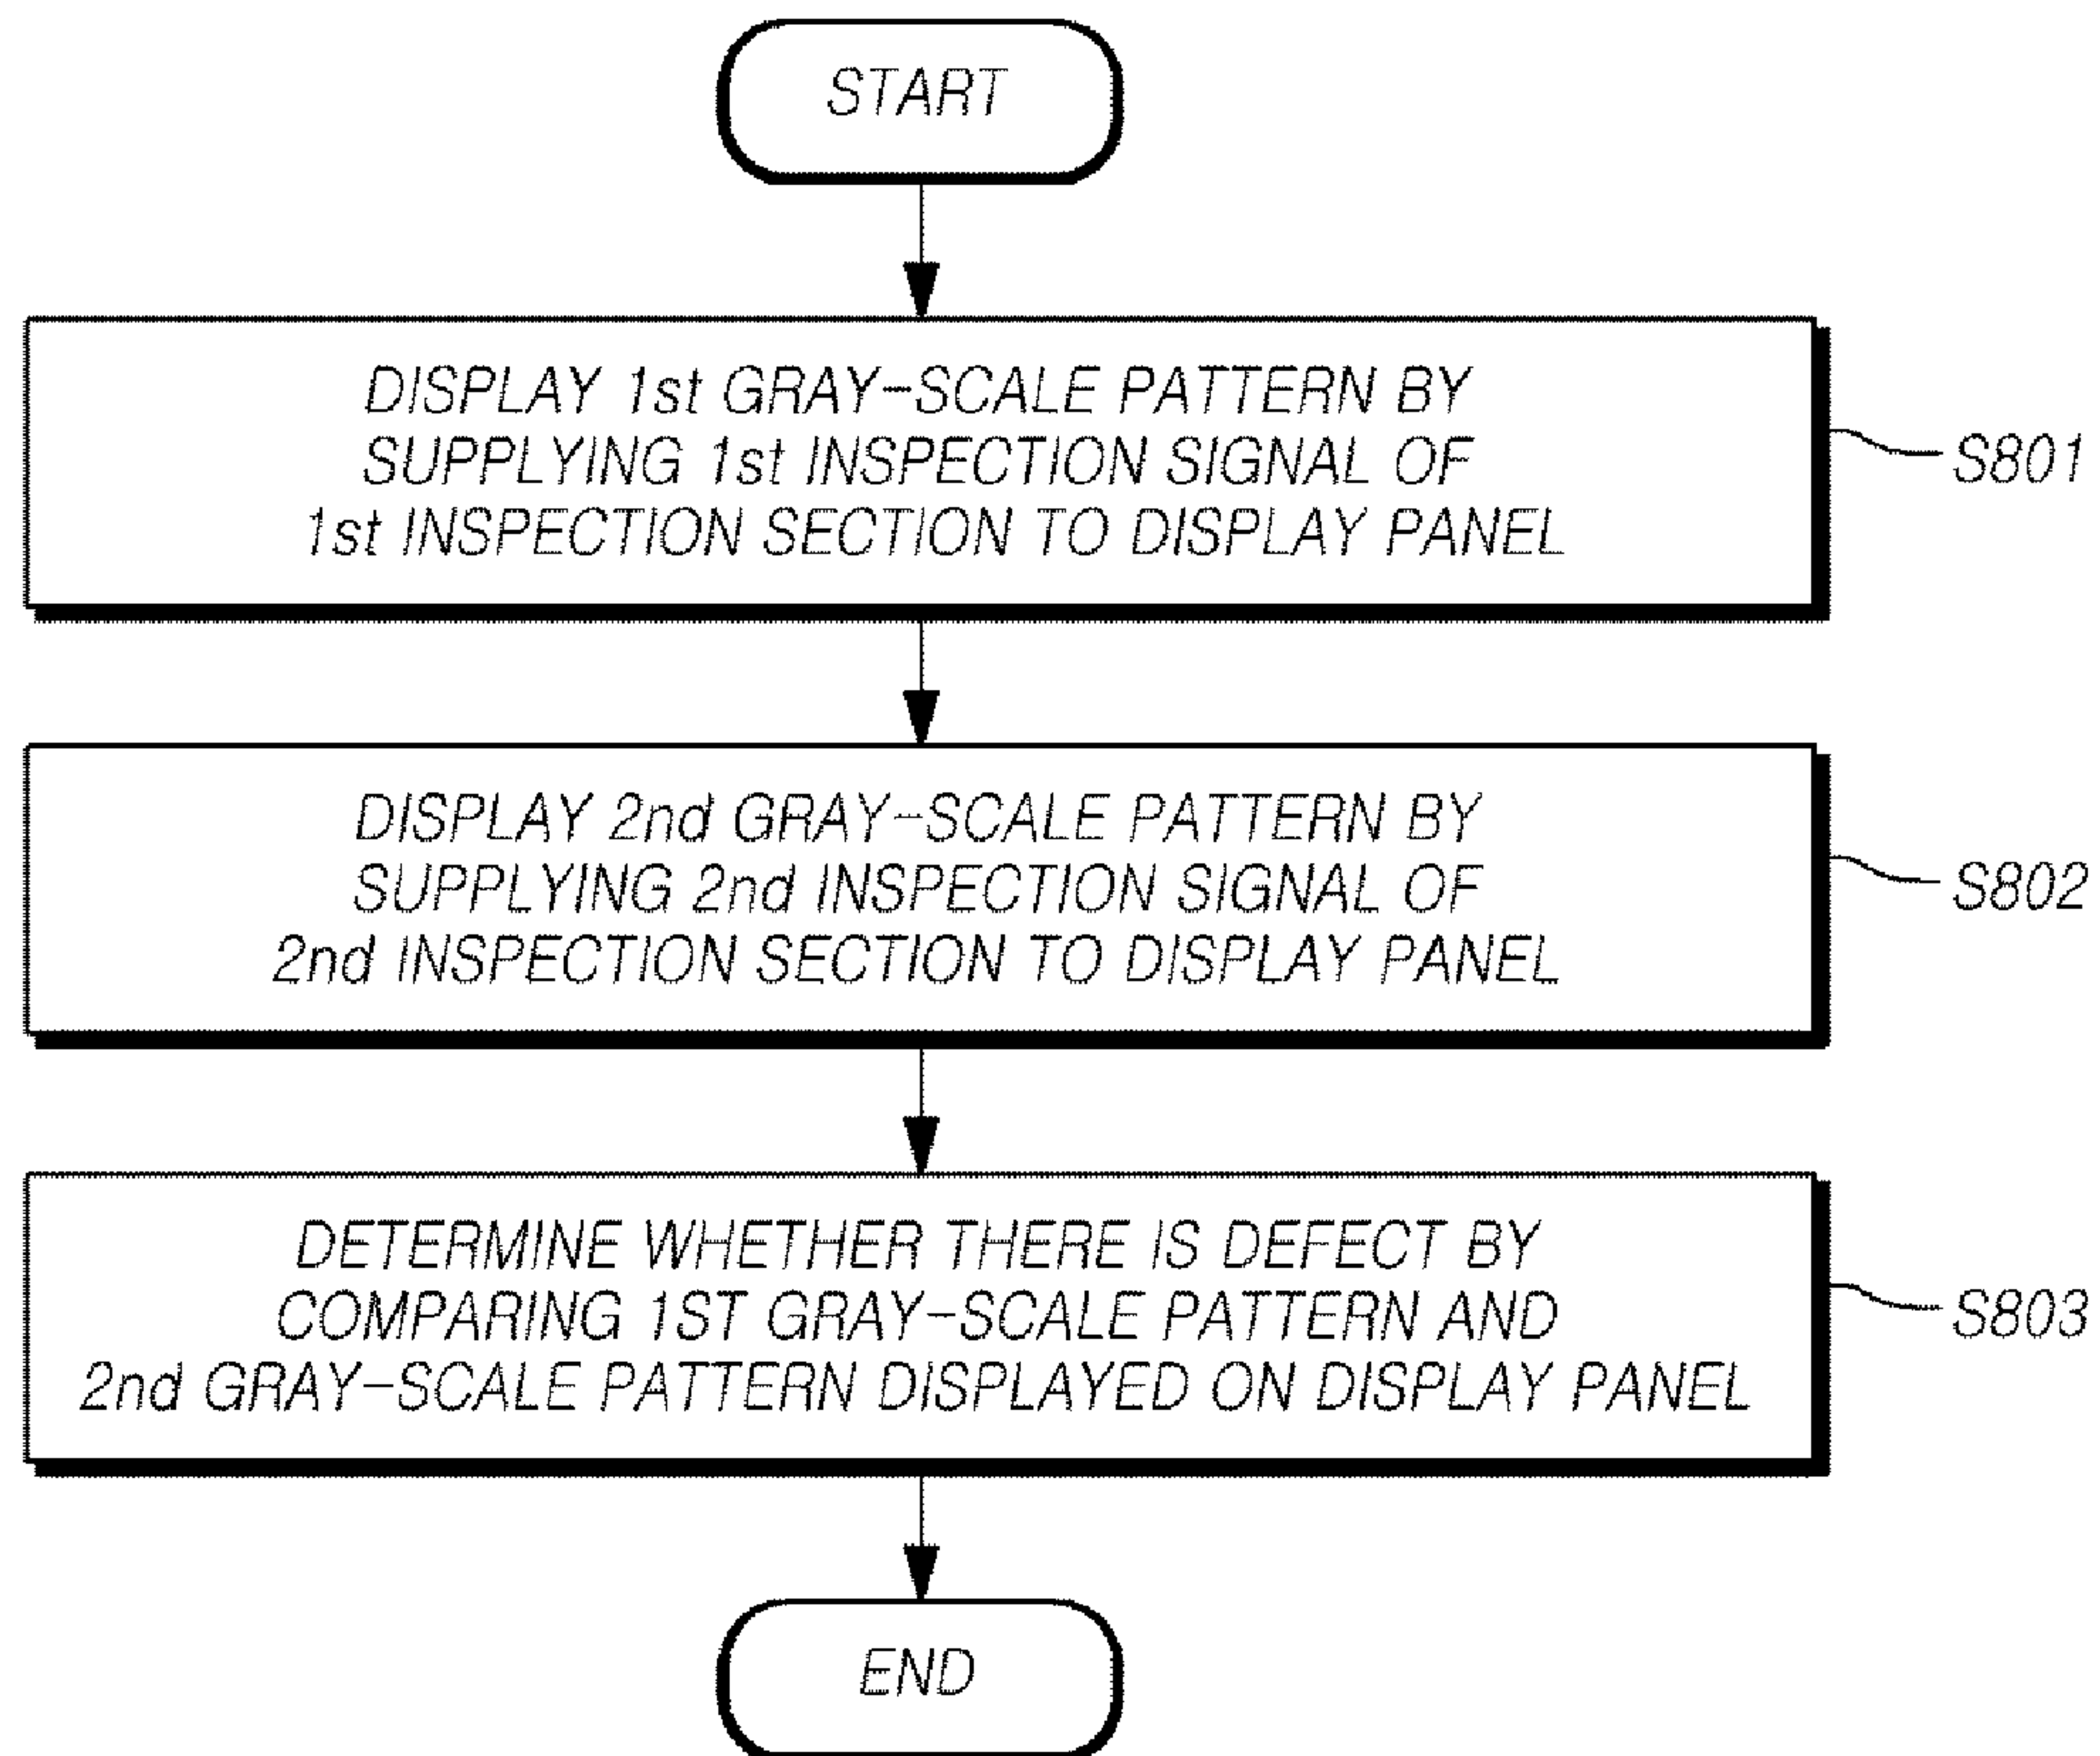 START
DISPLAY 1st GRAY-SCALE PATTERN BY
SUPPLYING 1st INSPECTION SIGNAL OF
1st INSPECTION SECTION TO DISPLAY PANEL
S801
DISPLAY 2nd GRAY-SCALE PATTERN BY
SUPPLYING 2nd INSPECTION SIGNAL OF
2nd INSPECTION SECTION TO DISPLAY PANEL
S802
DETERMINE WHETHER THERE IS DEFECT BY
COMPARING 1ST GRAY-SCALE PATTERN AND
2nd GRAY-SCALE PATTERN DISPLAYED ON DISPLAY PANEL
S803
END